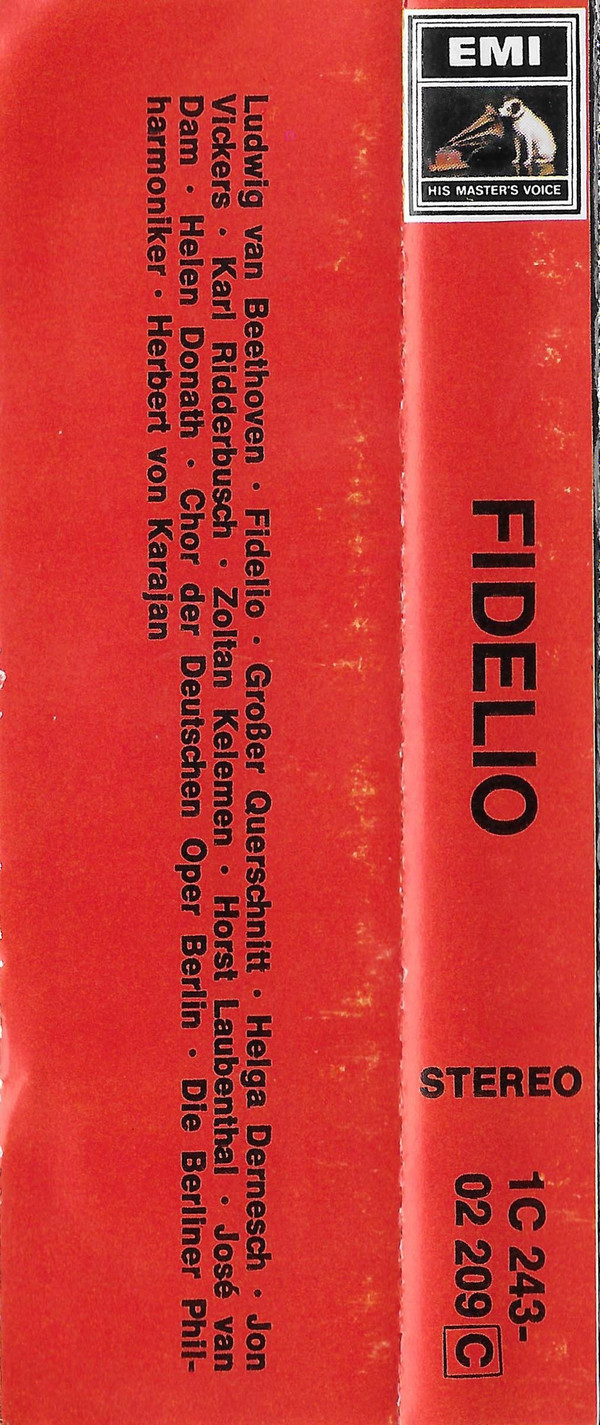 EMI
HIS MASTER'S VOICE
FIDELIO
STEREO
1C 243-
02 209 C
Ludwig van Beethoven · Fidelio · Großer Querschnitt · Helga Dernesch · Jon
Vickers · Karl Ridderbusch · Zoltan Kelemen · Horst Laubenthal · José van
Dam · Helen Donath · Chor der Deutschen Oper Berlin · Die Berliner Phil-
harmoniker · Herbert von Karajan